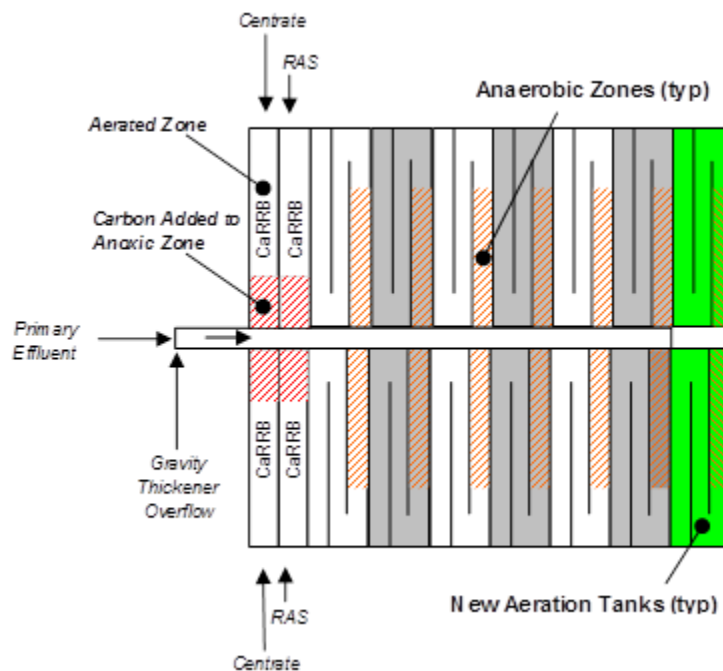 Centrate
RAS
Anaerobic Zones (typ)
Aerated Zone
Carbon Added to
Anoxic Zone
CaRRB
CaRRB
Primary
Effluent
CaRRB
CaRRB
Gravity
Thickener
Overflow
New Aeration Tanks (typ)
RAS
Centrate